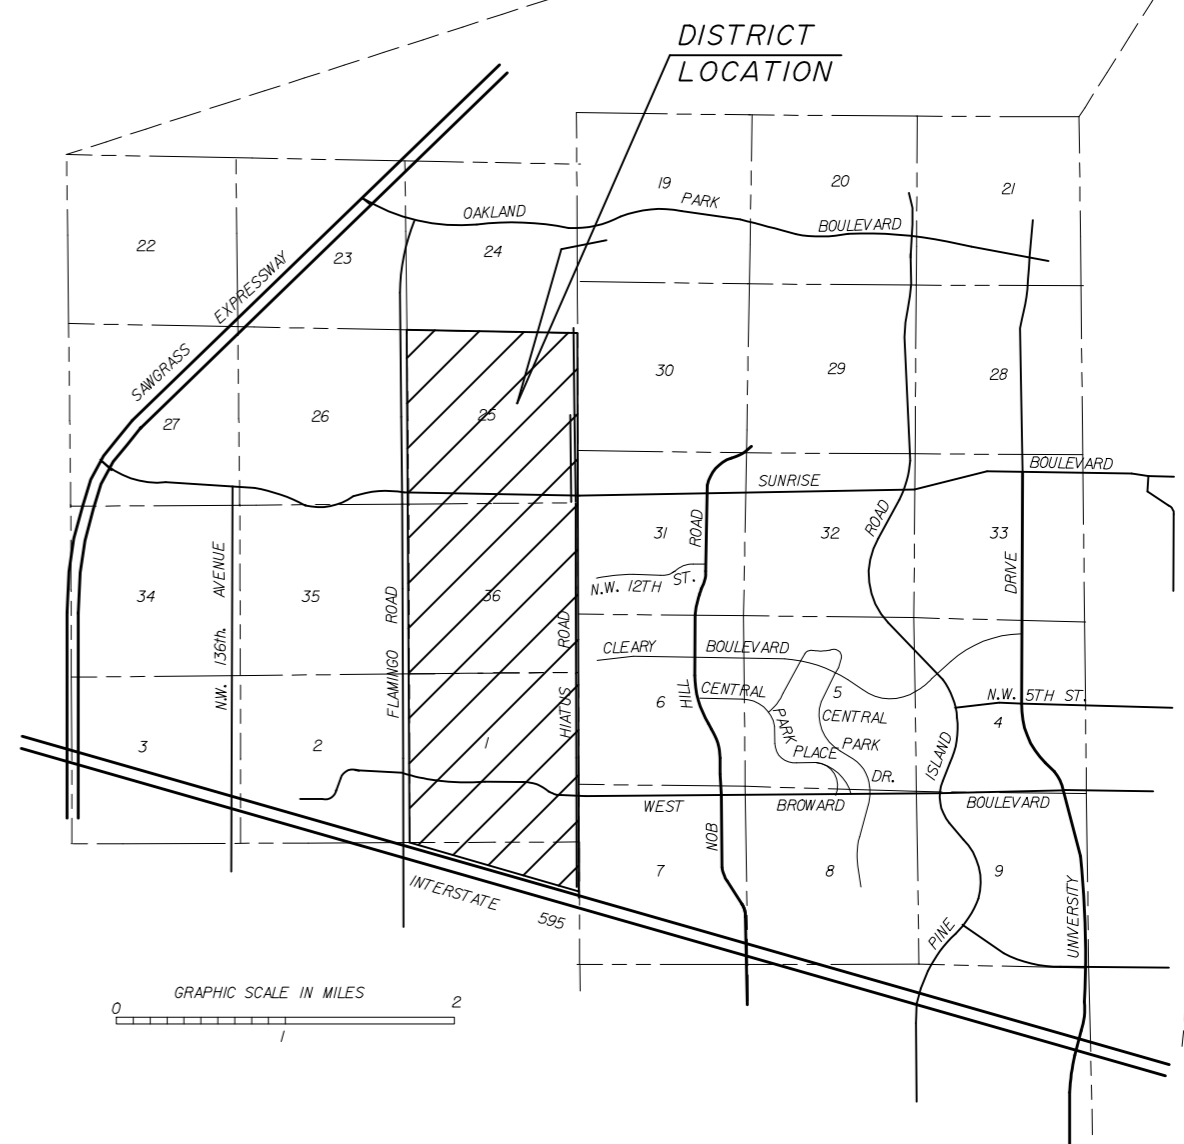 DISTRICT
LOCATION
19
20
21
PARK
OAKLAND
BOULEVARD
22
23
24
EXPRESSWAY
SAWGRASS
30
29
28
27
26
25
BOULEVARD
SUNRISE
31
ROAD
32
ROAD
33
N.W. 12TH ST.
DRIVE
34
N.W. 136th. AVENUE
35
FLAMINGO ROAD
36
HIATUS ROAD
CLEARY BOULEVARD
6
HILL
CENTRAL
PARK
PLACE
5
CENTRAL
PARK
DR.
N.W. 5TH ST.
4
ISLAND
3
2
1
WEST BROWARD BOULEVARD
NOB
7
8
9
PINE
UNIVERSITY
INTERSTATE 595
GRAPHIC SCALE IN MILES
0
2
1